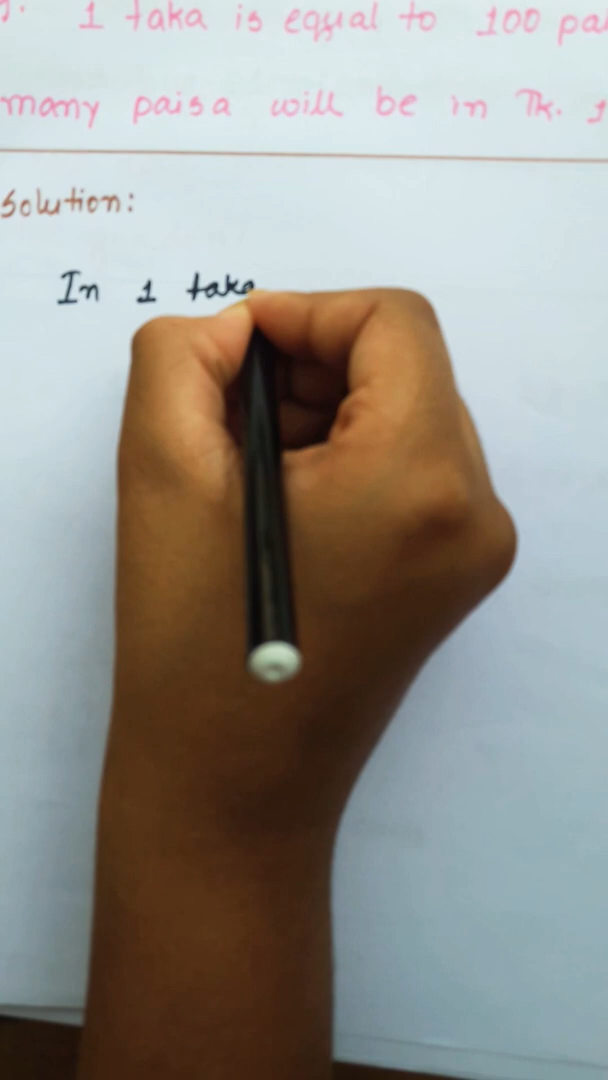 1 taka is equal to 100
many paisa will be in Tk.
Solution:
In 1 taka